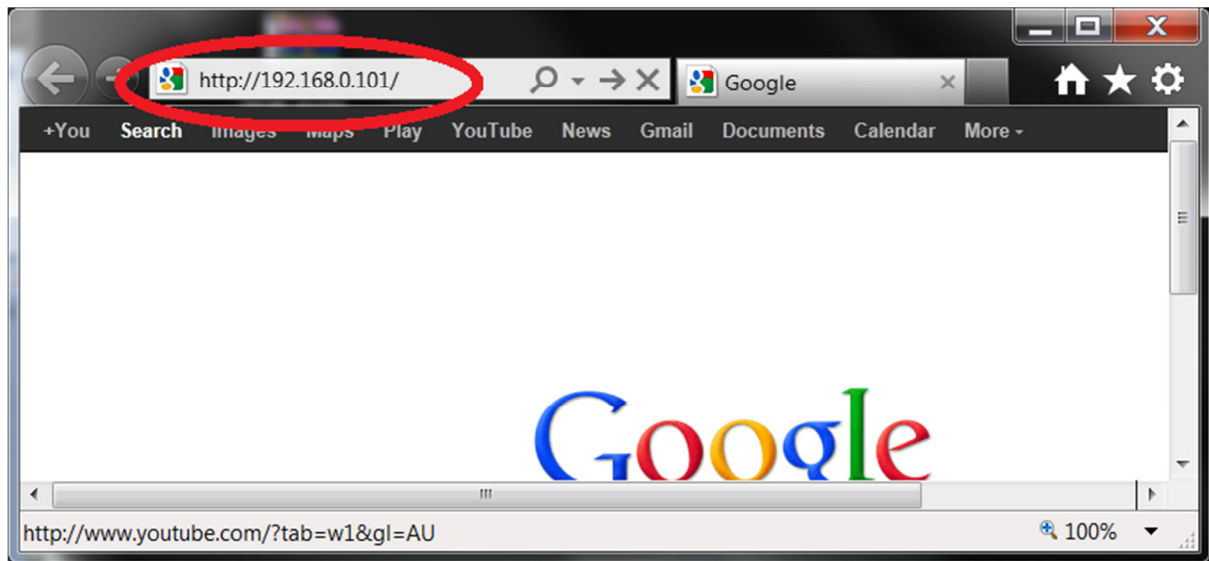 http://192.168.0.101/
Google
+You Search Images Maps Play YouTube News Gmail Documents Calendar More
Google
http://www.youtube.com/?tab=w1&gl=AU
100%